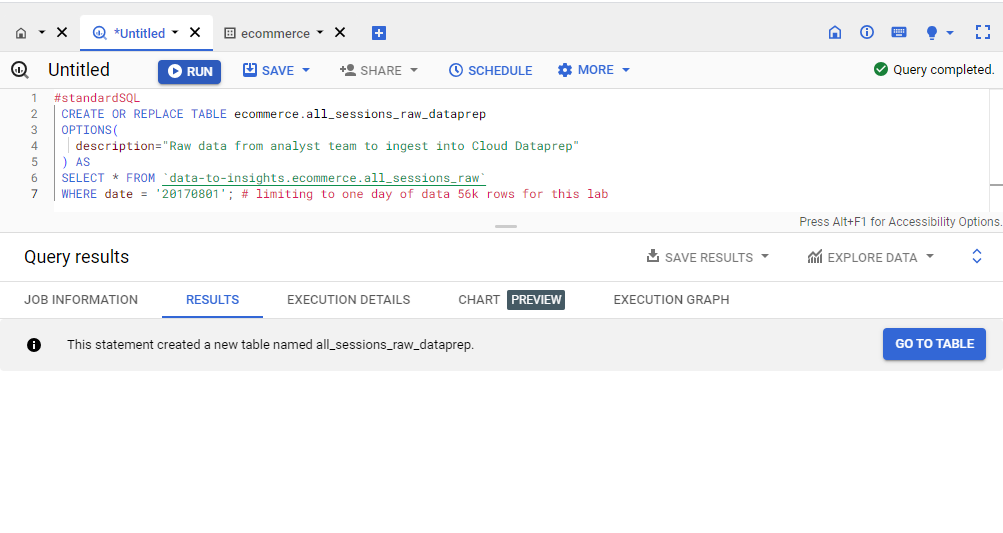 *Untitled
ecommerce
Untitled
RUN
SAVE
SHARE
SCHEDULE
MORE
Query completed.
1 #standardSQL
2 CREATE OR REPLACE TABLE ecommerce.all_sessions_raw_dataprep
3 OPTIONS(
4 description="Raw data from analyst team to ingest into Cloud Dataprep"
5 ) AS
6 SELECT * FROM `data-to-insights.ecommerce.all_sessions_raw`
7 WHERE date = '20170801'; # limiting to one day of data 56k rows for this lab
Press Alt+F1 for Accessibility Options.
Query results
SAVE RESULTS
EXPLORE DATA
JOB INFORMATION
RESULTS
EXECUTION DETAILS
CHART PREVIEW
EXECUTION GRAPH
This statement created a new table named all_sessions_raw_dataprep.
GO TO TABLE